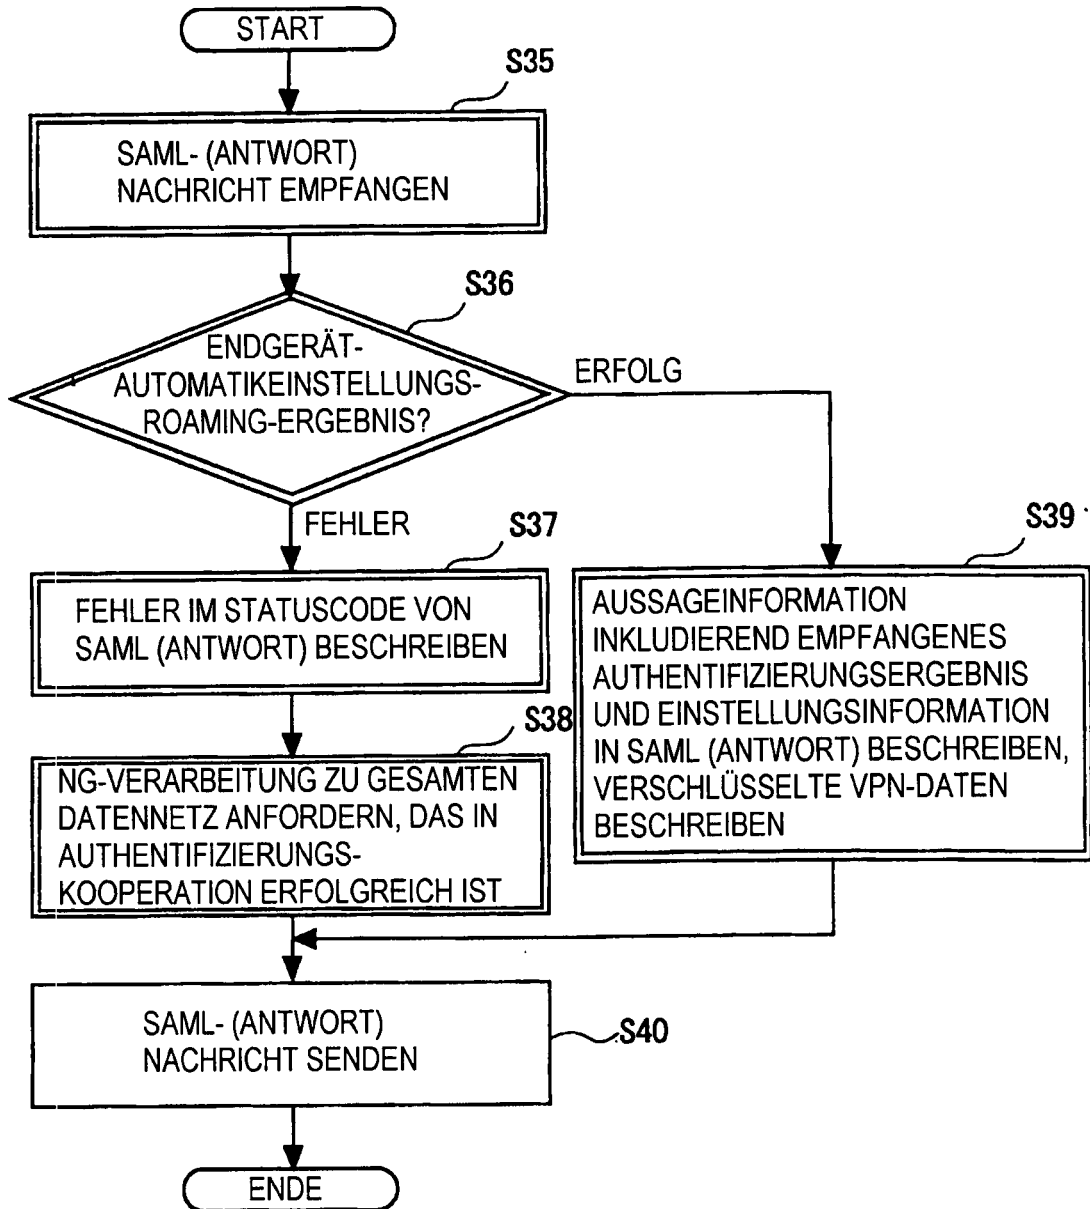 START
S35
SAML- (ANTWORT)
NACHRICHT EMPFANGEN
S36
ENDGERÄT-
AUTOMATIKEINSTELLUNGS-
ROAMING-ERGEBNIS?
ERFOLG
FEHLER
S37
FEHLER IM STATUSCODE VON
SAML (ANTWORT) BESCHREIBEN
S39
AUSSAGEINFORMATION
INKLUDIEREND EMPFANGENES
AUTHENTIFIZIERUNGSERGEBNIS
UND EINSTELLUNGSINFORMATION
IN SAML (ANTWORT) BESCHREIBEN,
VERSCHLÜSSELTE VPN-DATEN
BESCHREIBEN
S38
NG-VERARBEITUNG ZU GESAMTEN
DATENNETZ ANFORDERN, DAS IN
AUTHENTIFIZIERUNGS-
KOOPERATION ERFOLGREICH IST
SAML- (ANTWORT)
NACHRICHT SENDEN
S40
ENDE